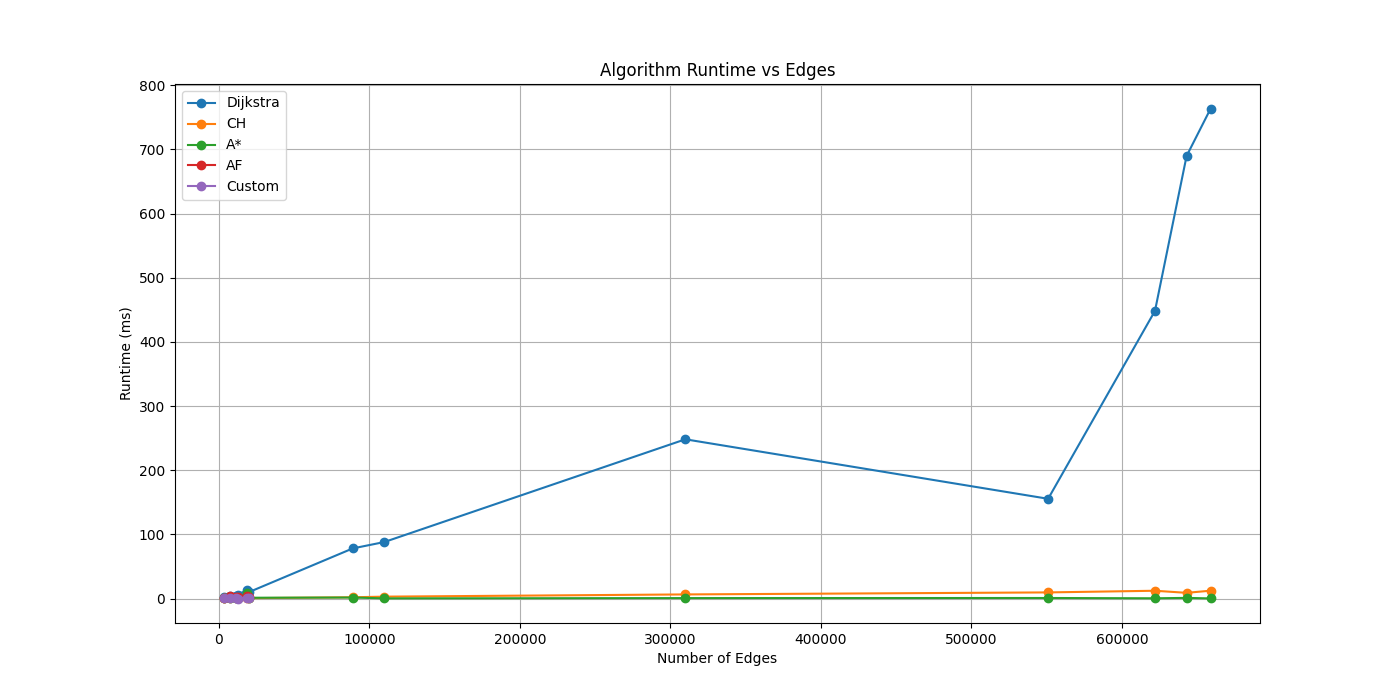 Algorithm Runtime vs Edges
Dijkstra
CH
A*
AF
Custom
800
700
600
500
400
300
200
100
0
Runtime (ms)
0 100000 200000 300000 400000 500000 600000
Number of Edges